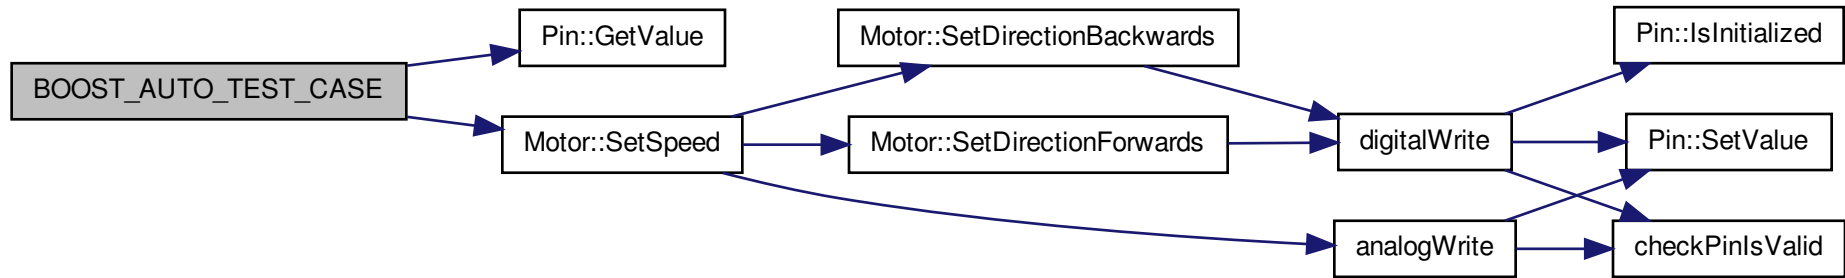 BOOST_AUTO_TEST_CASE
Pin::GetValue
Motor::SetSpeed
Motor::SetDirectionBackwards
Motor::SetDirectionForwards
digitalWrite
analogWrite
Pin::IsInitialized
Pin::SetValue
checkPinIsValid